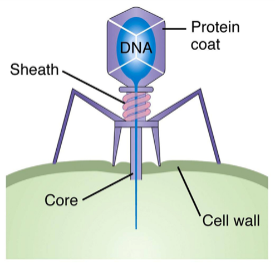 Protein
coat
DNA
Sheath
Core
Cell wall